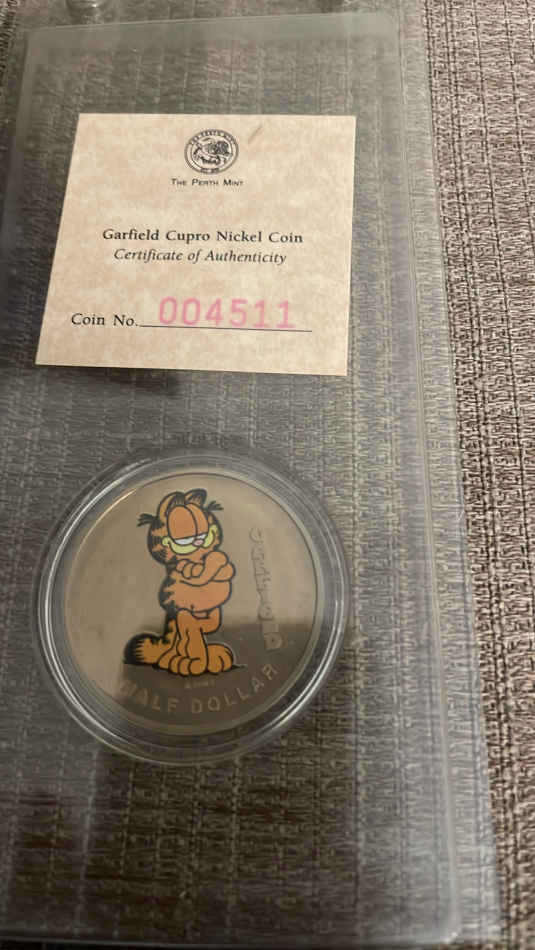 THE PERTH MINT
Garfield Cupro Nickel Coin
Certificate of Authenticity
Coin No. 004511
GARFIELD
HALF DOLLAR